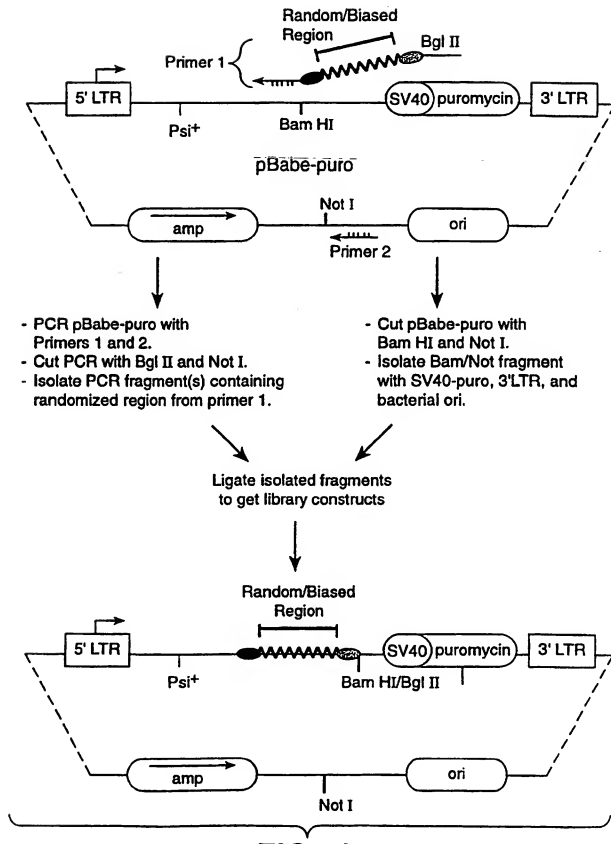 Random/Biased
Region
Bgl II
Primer 1
5' LTR
SV40
puromycin
3' LTR
Psi+
Bam HI
pBabe-puro
Not I
amp
ori
Primer 2
- PCR pBabe-puro with
Primers 1 and 2.
- Cut PCR with Bgl II and Not I.
- Isolate PCR fragment(s) containing
randomized region from primer 1.
- Cut pBabe-puro with
Bam HI and Not I.
- Isolate Bam/Not fragment
with SV40-puro, 3'LTR, and
bacterial ori.
Ligate isolated fragments
to get library constructs
Random/Biased
Region
5' LTR
SV40
puromycin
3' LTR
Psi+
Bam HI/Bgl II
amp
ori
Not I